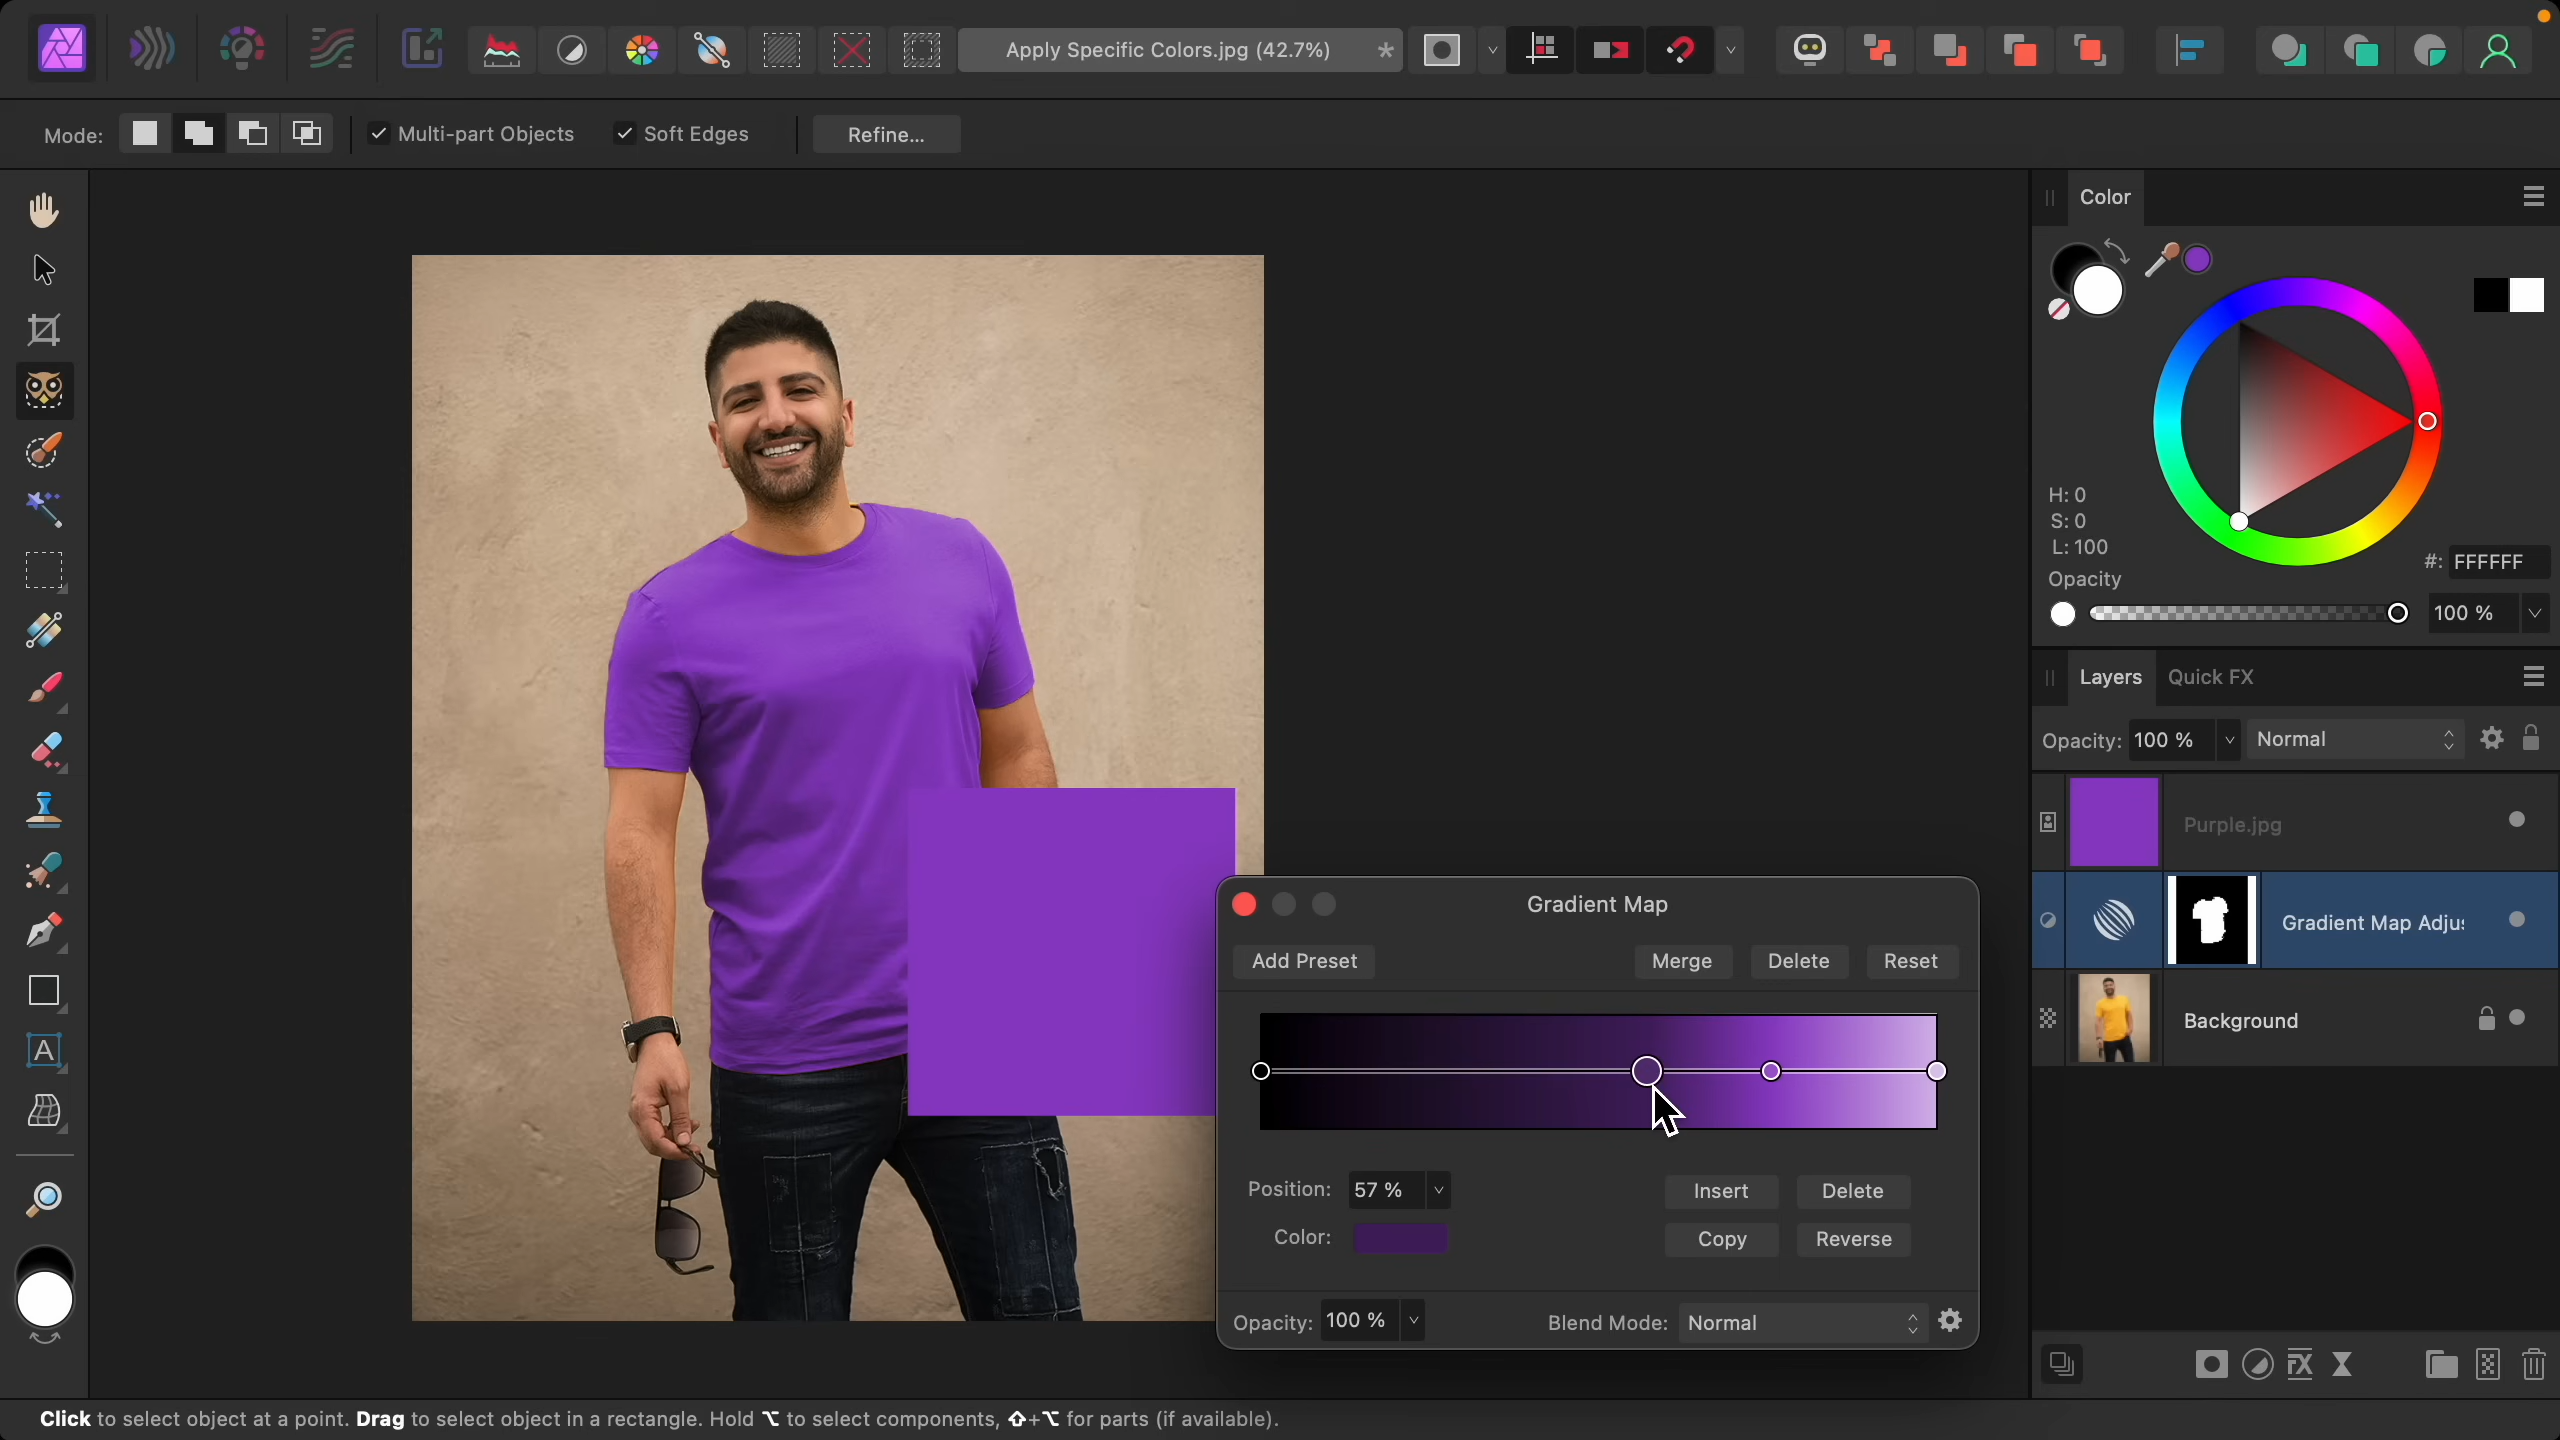 Apply Specific Colors.jpg (42.7%) *
Mode:
Multi-part Objects
Soft Edges
Refine...
Color
H: 0
S: 0
L: 100
#: FFFFFF
Opacity
100 %
Layers
Quick FX
Opacity: 100 %
Normal
Purple.jpg
Gradient Map Adju
Background
Gradient Map
Add Preset
Merge
Delete
Reset
Position: 57 %
Insert
Delete
Color:
Copy
Reverse
Opacity: 100 %
Blend Mode: Normal
A
FX
Click to select object at a point. Drag to select object in a rectangle. Hold ⌥ to select components, ⇧+⌥ for parts (if available).